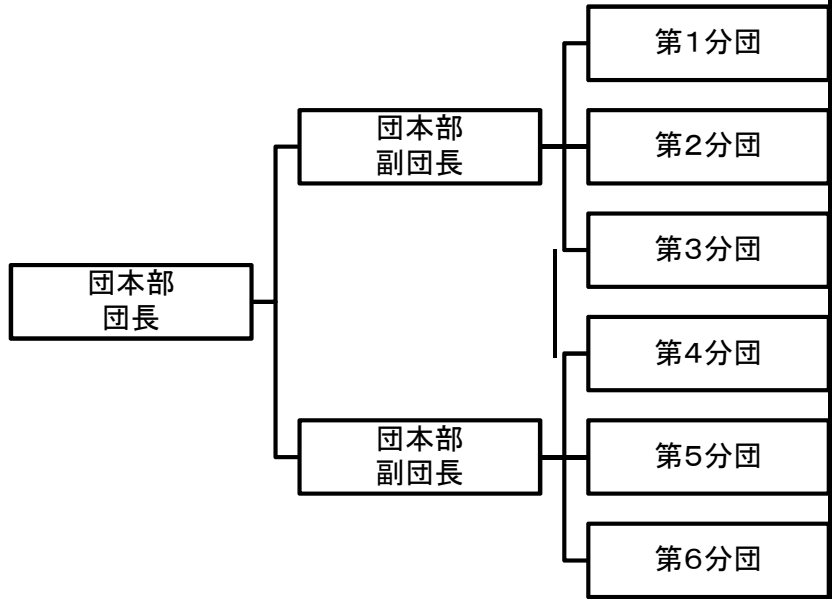 団本部
団長
団本部
副団長
第1分団
第2分団
第3分団
団本部
副団長
第4分団
第5分団
第6分団